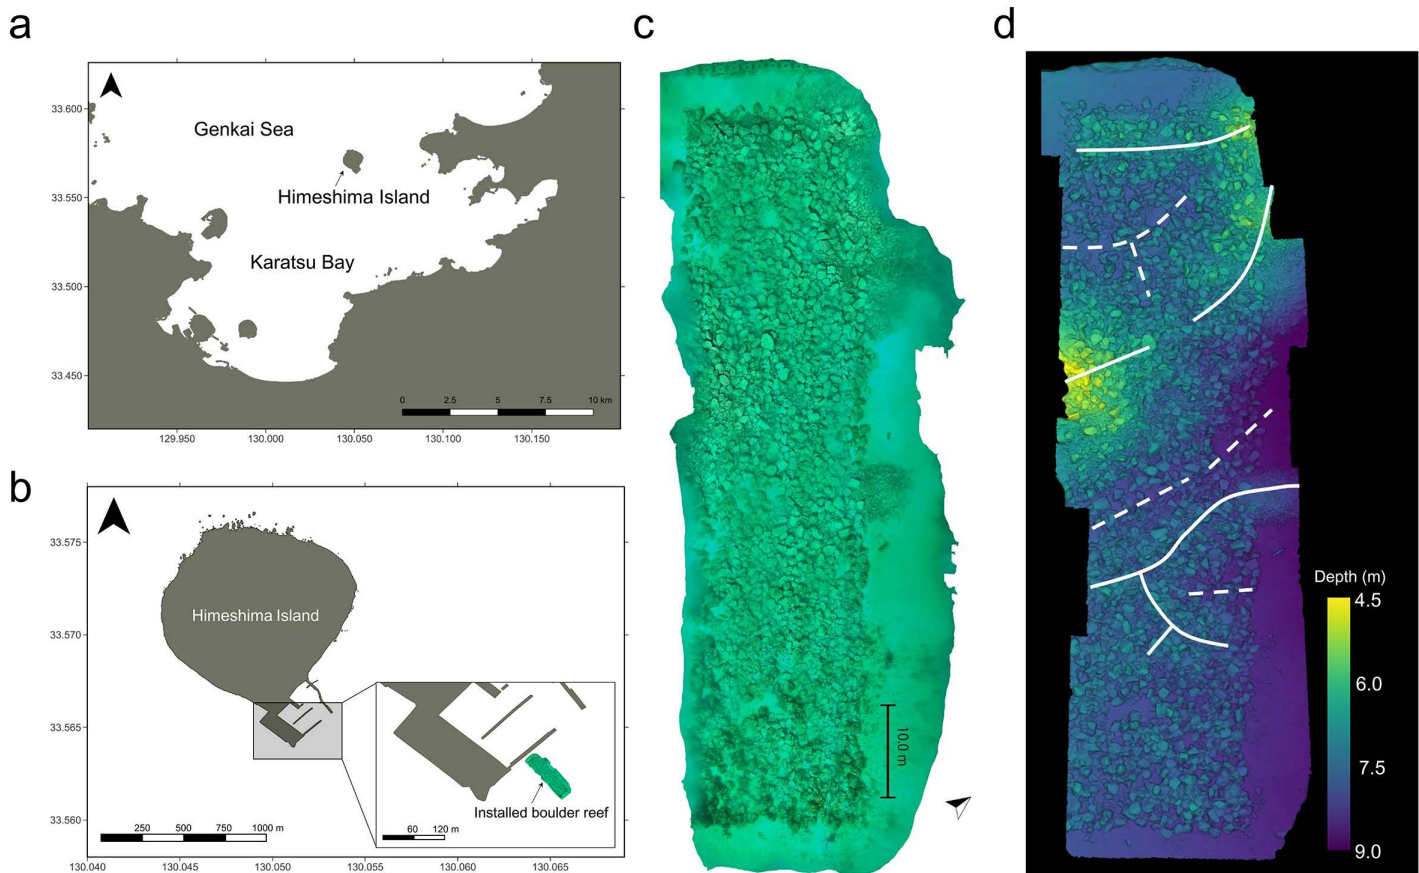 a
33.600
33.550
33.500
33.450
Genkai Sea
Himeshima Island
Karatsu Bay
0 2.5 5 7.5 10 km
129.950 130.000 130.050 130.100 130.150
b
33.575
33.570
33.565
33.560
Himeshima Island
Installed boulder reef
60 120 m
250 500 750 1000 m
130.040 130.045 130.050 130.055 130.060 130.065
c
10.0 m
d
Depth (m)
4.5
6.0
7.5
9.0